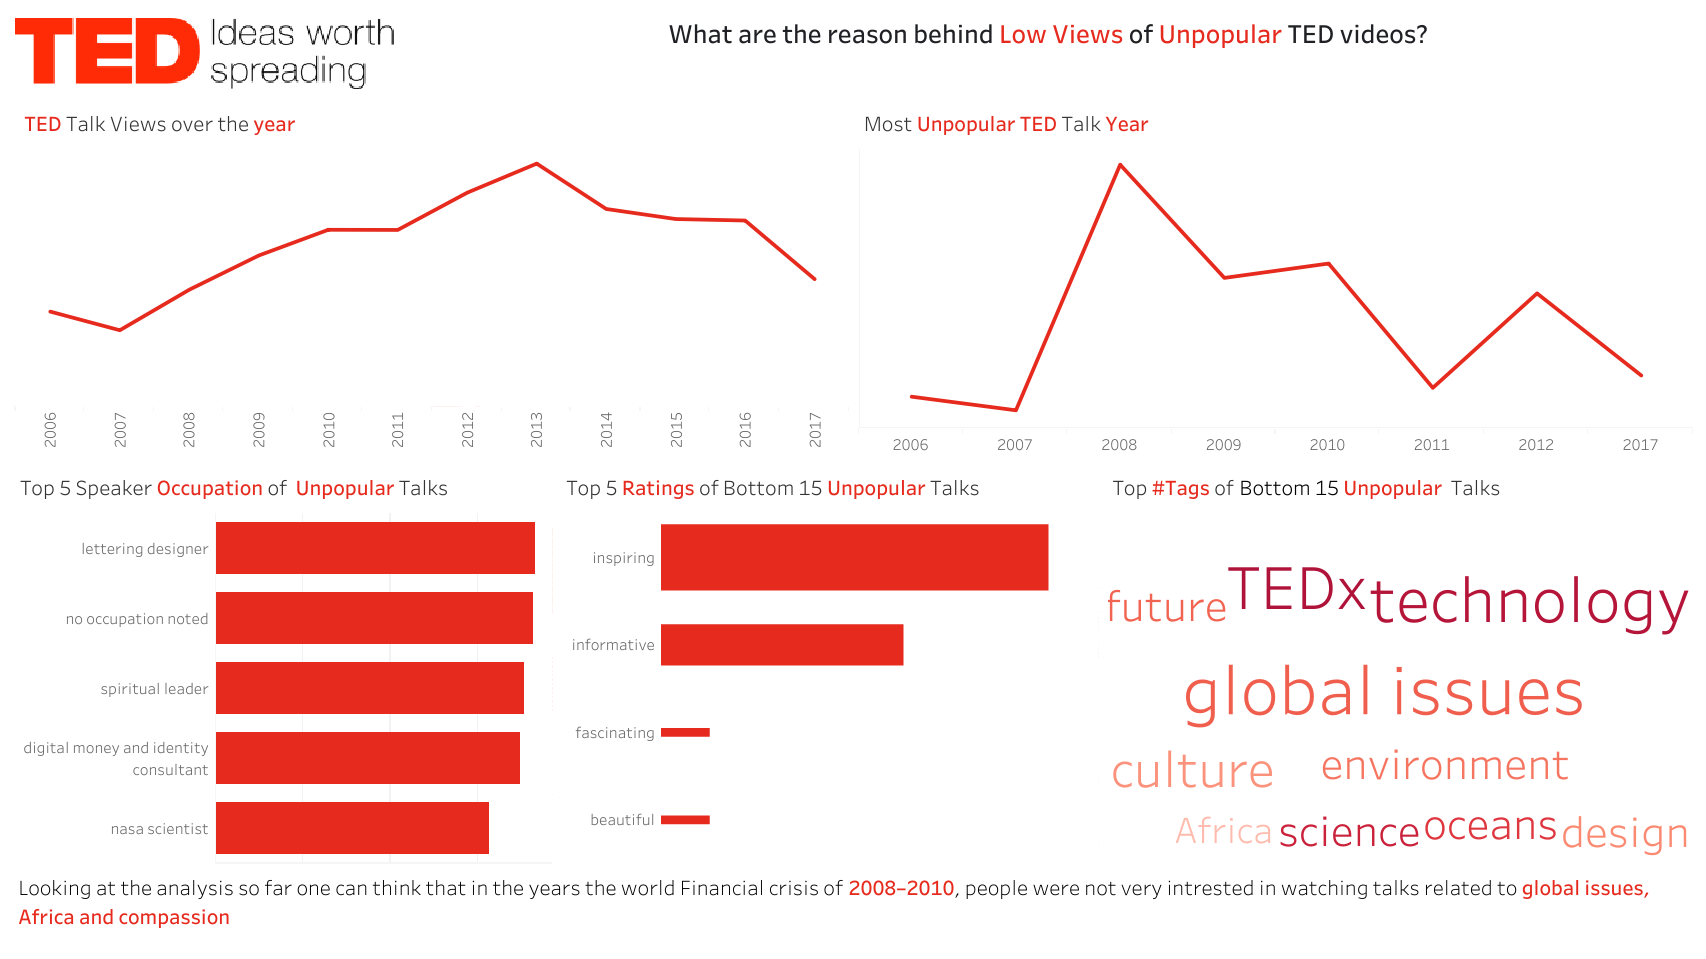 TED Ideas worth
spreading
What are the reason behind Low Views of Unpopular TED videos?
TED Talk Views over the year
2006 2007 2008 2009 2010 2011 2012 2013 2014 2015 2016 2017
Most Unpopular TED Talk Year
2006 2007 2008 2009 2010 2011 2012 2017
Top 5 Speaker Occupation of Unpopular Talks
lettering designer
no occupation noted
spiritual leader
digital money and identity
consultant
nasa scientist
Top 5 Ratings of Bottom 15 Unpopular Talks
inspiring
informative
fascinating
beautiful
Top #Tags of Bottom 15 Unpopular Talks
future TEDx technology
global issues
culture environment
Africa science oceans design
Looking at the analysis so far one can think that in the years the world Financial crisis of 2008–2010, people were not very intrested in watching talks related to global issues,
Africa and compassion